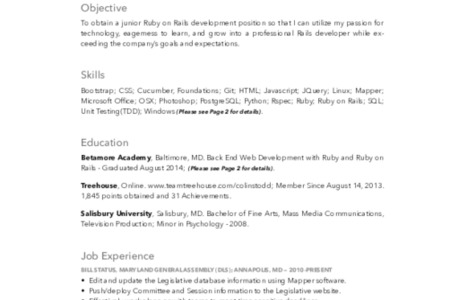 Objective
To obtain a junior Ruby on Rails development position so that I can utilize my passion for
technology, eagerness to learn, and grow into a professional Rails developer while ex-
ceeding the company's goals and expectations.
Skills
Bootstrap; CSS; Cucumber, Foundations; Git; HTML; Javascript; JQuery; Linux; Mapper;
Microsoft Office; OSX; Photoshop; PostgreSQL; Python; Rspec; Ruby; Ruby on Rails; SQL;
Unit Testing(TDD); Windows (Please see Page 2 for details).
Education
Betamore Academy, Baltimore, MD. Back End Web Development with Ruby and Ruby on
Rails - Graduated August 2014; (Please see Page 2 for details).
Treehouse, Online. www.teamtreehouse.com/colinstodd; Member Since August 14, 2013.
1,845 points obtained and 31 Achievements.
Salisbury University, Salisbury, MD. Bachelor of Fine Arts, Mass Media Communications,
Television Production; Minor in Psychology - 2008.
Job Experience
BILL STATUS, MARYLAND GENERAL ASSEMBLY (DLS); ANNAPOLIS, MD – 2010-PRESENT
• Edit and update the Legislative database information using Mapper software.
• Push/deploy Committee and Session information to the Legislative website.